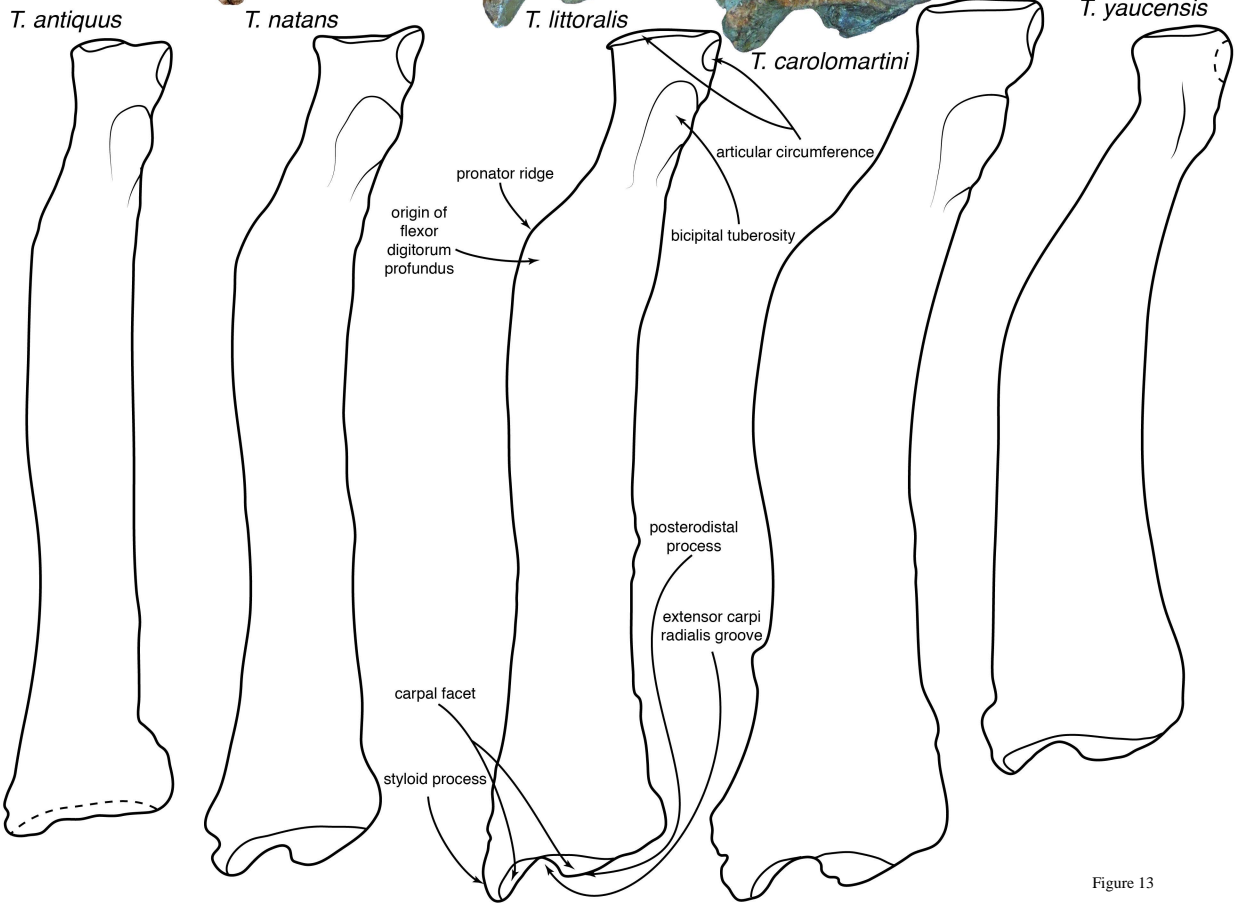 T. antiquus
T. natans
T. littoralis
T. carolomartini
T. yaucensis
articular circumference
pronator ridge
origin of
flexor
digitorum
profundus
bicipital tuberosity
posterodistal
process
extensor carpi
radialis groove
carpal facet
styloid process
Figure 13